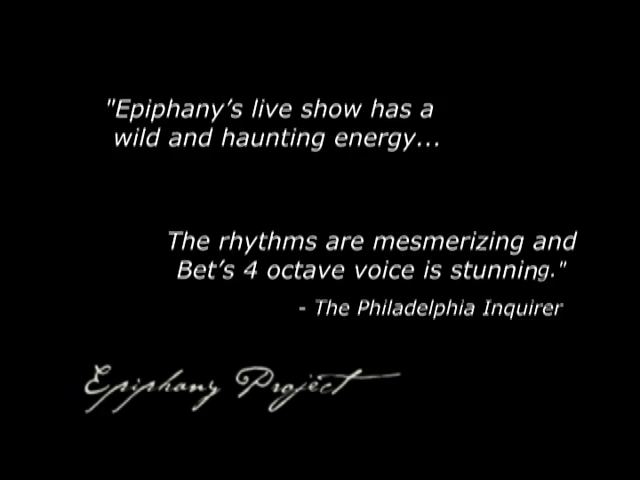 "Epiphany's live show has a
wild and haunting energy...
The rhythms are mesmerizing and
Bet's 4 octave voice is stunning."
- The Philadelphia Inquirer
Epiphany Project